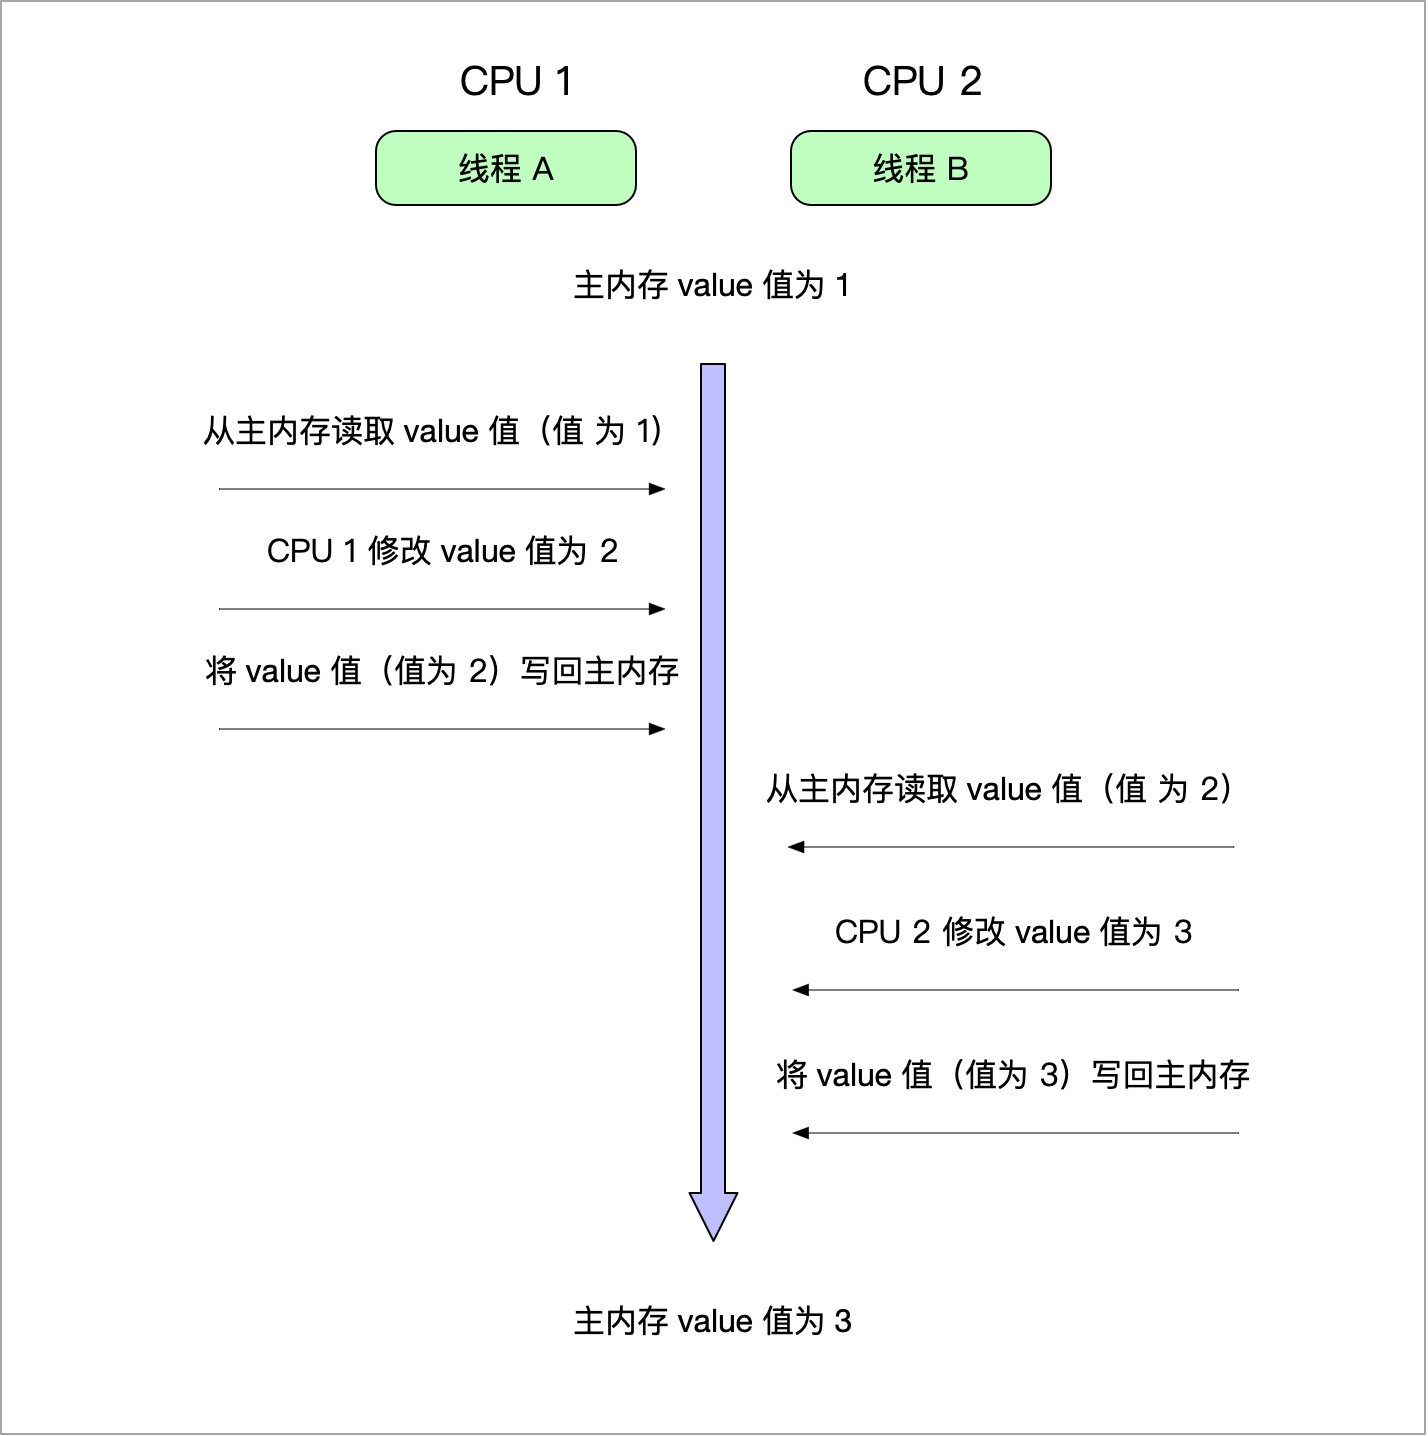 CPU 1
CPU 2
线程 A
线程 B
主内存 value 值为 1
从主内存读取 value 值（值 为 1）
CPU 1 修改 value 值为 2
将 value 值（值为 2）写回主内存
从主内存读取 value 值（值 为 2）
CPU 2 修改 value 值为 3
将 value 值（值为 3）写回主内存
主内存 value 值为 3